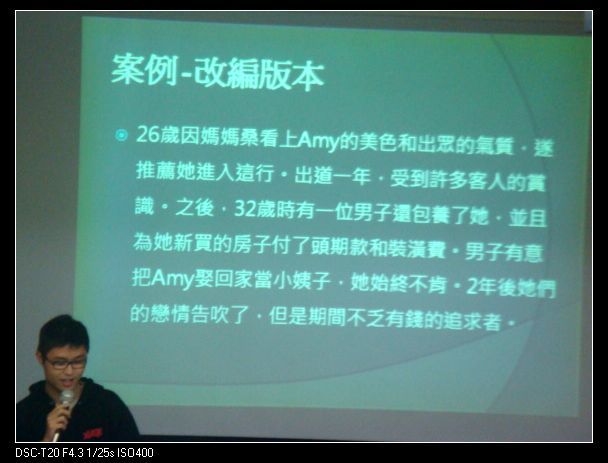 案例-改編版本
26歲因媽媽桑看上Amy的美色和出眾的氣質，遂
推薦她進入這行。出道一年，受到許多客人的賞
識。之後，32歲時有一位男子還包養了她，並且
為她新買的房子付了頭期款和裝潢費。男子有意
把Amy娶回家當小姨子，她始終不肯。2年後她們
的戀情告吹了，但是期間不乏有錢的追求者。
DSC-T20 F4.3 1/25s ISO400